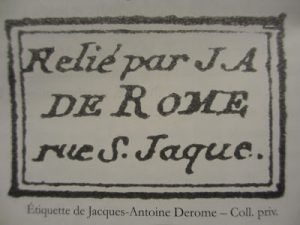 Relié par J A
DE ROME
rue S. Jaque.
Étiquette de Jacques-Antoine Derome – Coll. priv.